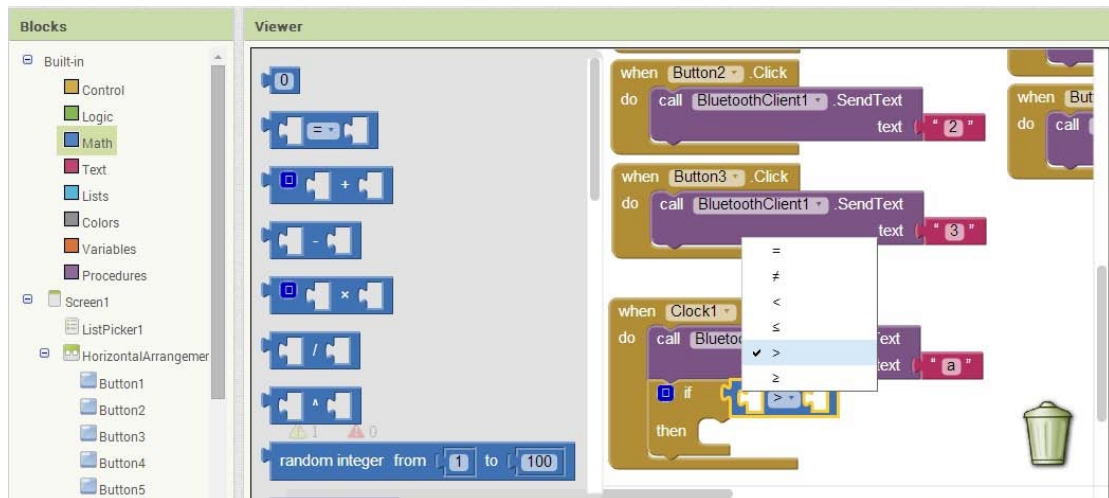 Blocks
Built-in
Control
Logic
Math
Text
Lists
Colors
Variables
Procedures
Screen1
ListPicker1
HorizontalArrangemer
Button1
Button2
Button3
Button4
Button5
Viewer
0
=
+
-
×
/
^
1 0
random integer from 1 to 100
when Button2 .Click
do call BluetoothClient1 .SendText
text " 2 "
when Button3 .Click
do call BluetoothClient1 .SendText
text " 3 "
=
≠
<
≤
✔ >
≥
when Clock1
do call Bluetoo ext
text " a "
if >
then
when But
do call